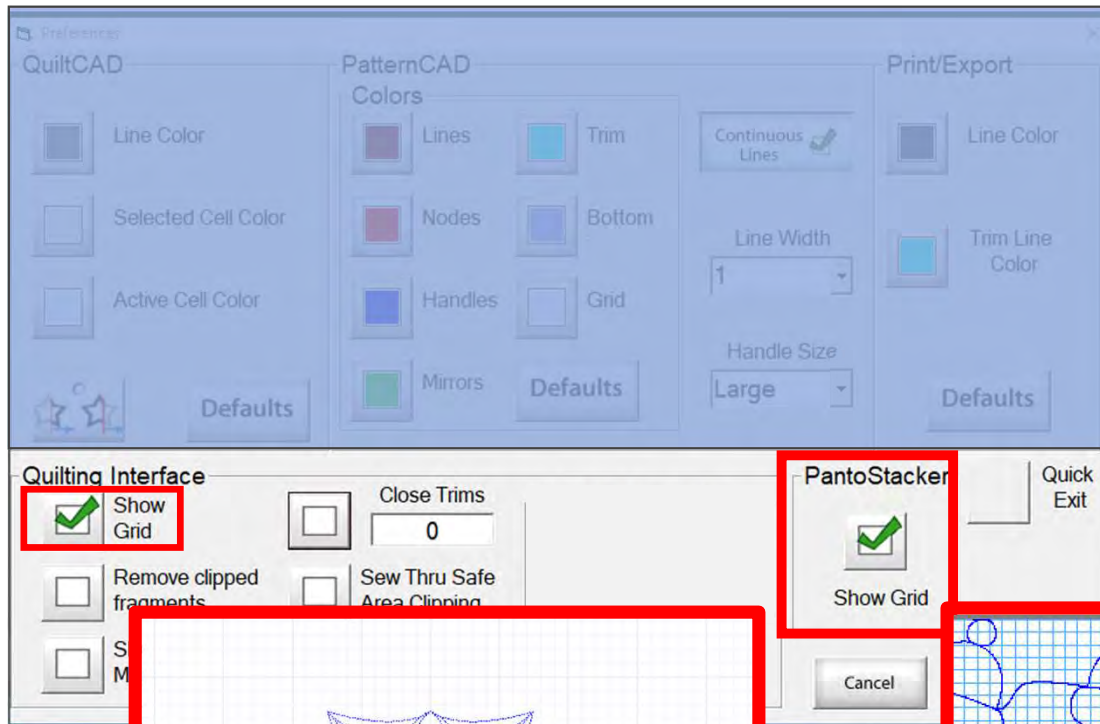 Preferences
QuiltCAD
Line Color
Selected Cell Color
Active Cell Color
Defaults
PatternCAD
Colors
Lines
Trim
Nodes
Bottom
Handles
Grid
Mirrors
Defaults
Continuous
Lines
Line Width
1
Handle Size
Large
Print/Export
Line Color
Trim Line
Color
Defaults
Quilting Interface
Show
Grid
Close Trims
0
Remove clipped
fragments
Sew Thru Safe
Area Clipping
PantoStacker
Show Grid
Quick
Exit
Cancel